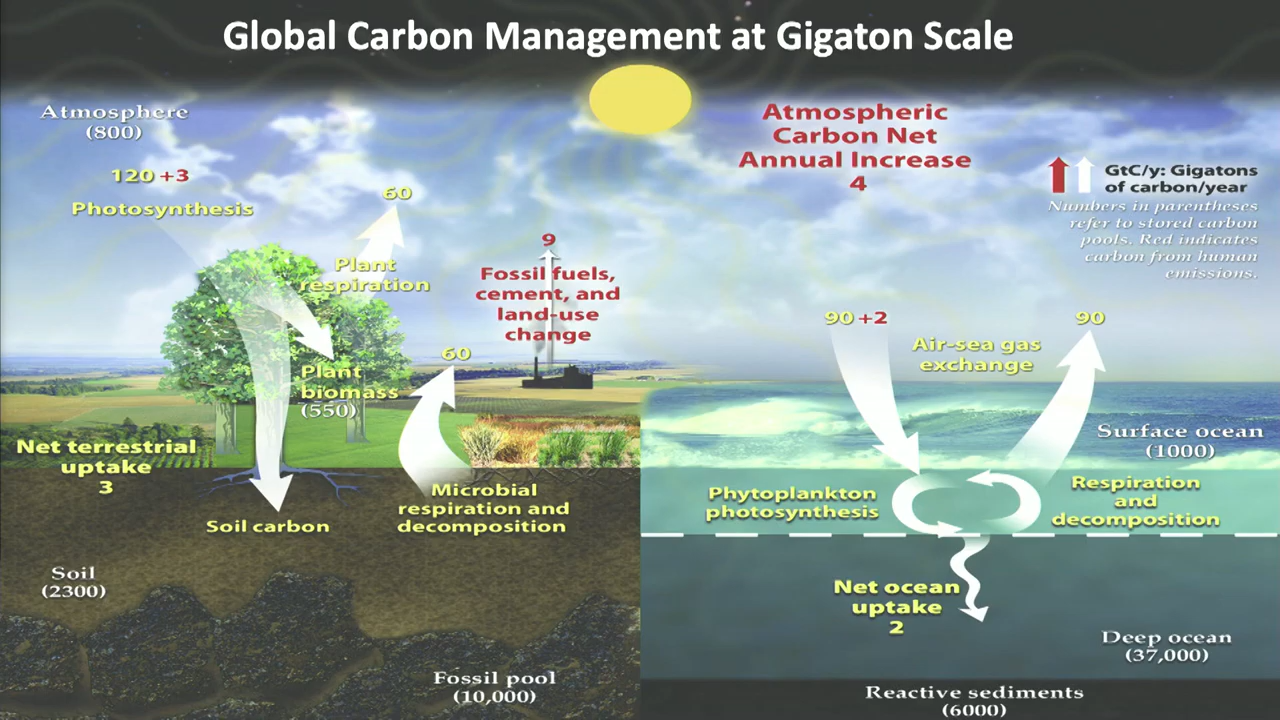 Global Carbon Management at Gigaton Scale
Atmosphere
(800)
120 +3
Photosynthesis
60
Plant
respiration
9
Fossil fuels,
cement, and
land-use
change
Atmospheric
Carbon Net
Annual Increase
4
GtC/y: Gigatons
of carbon/year
Numbers in parentheses
refer to stored carbon
pools. Red indicates
carbon from human
emissions.
60
Plant
biomass
(550)
Net terrestrial
uptake
3
Soil carbon
Microbial
respiration and
decomposition
Soil
(2300)
Fossil pool
(10,000)
90 +2
Air-sea gas
exchange
90
Surface ocean
(1000)
Phytoplankton
photosynthesis
Respiration
and
decomposition
Net ocean
uptake
2
Deep ocean
(37,000)
Reactive sediments
(6000)